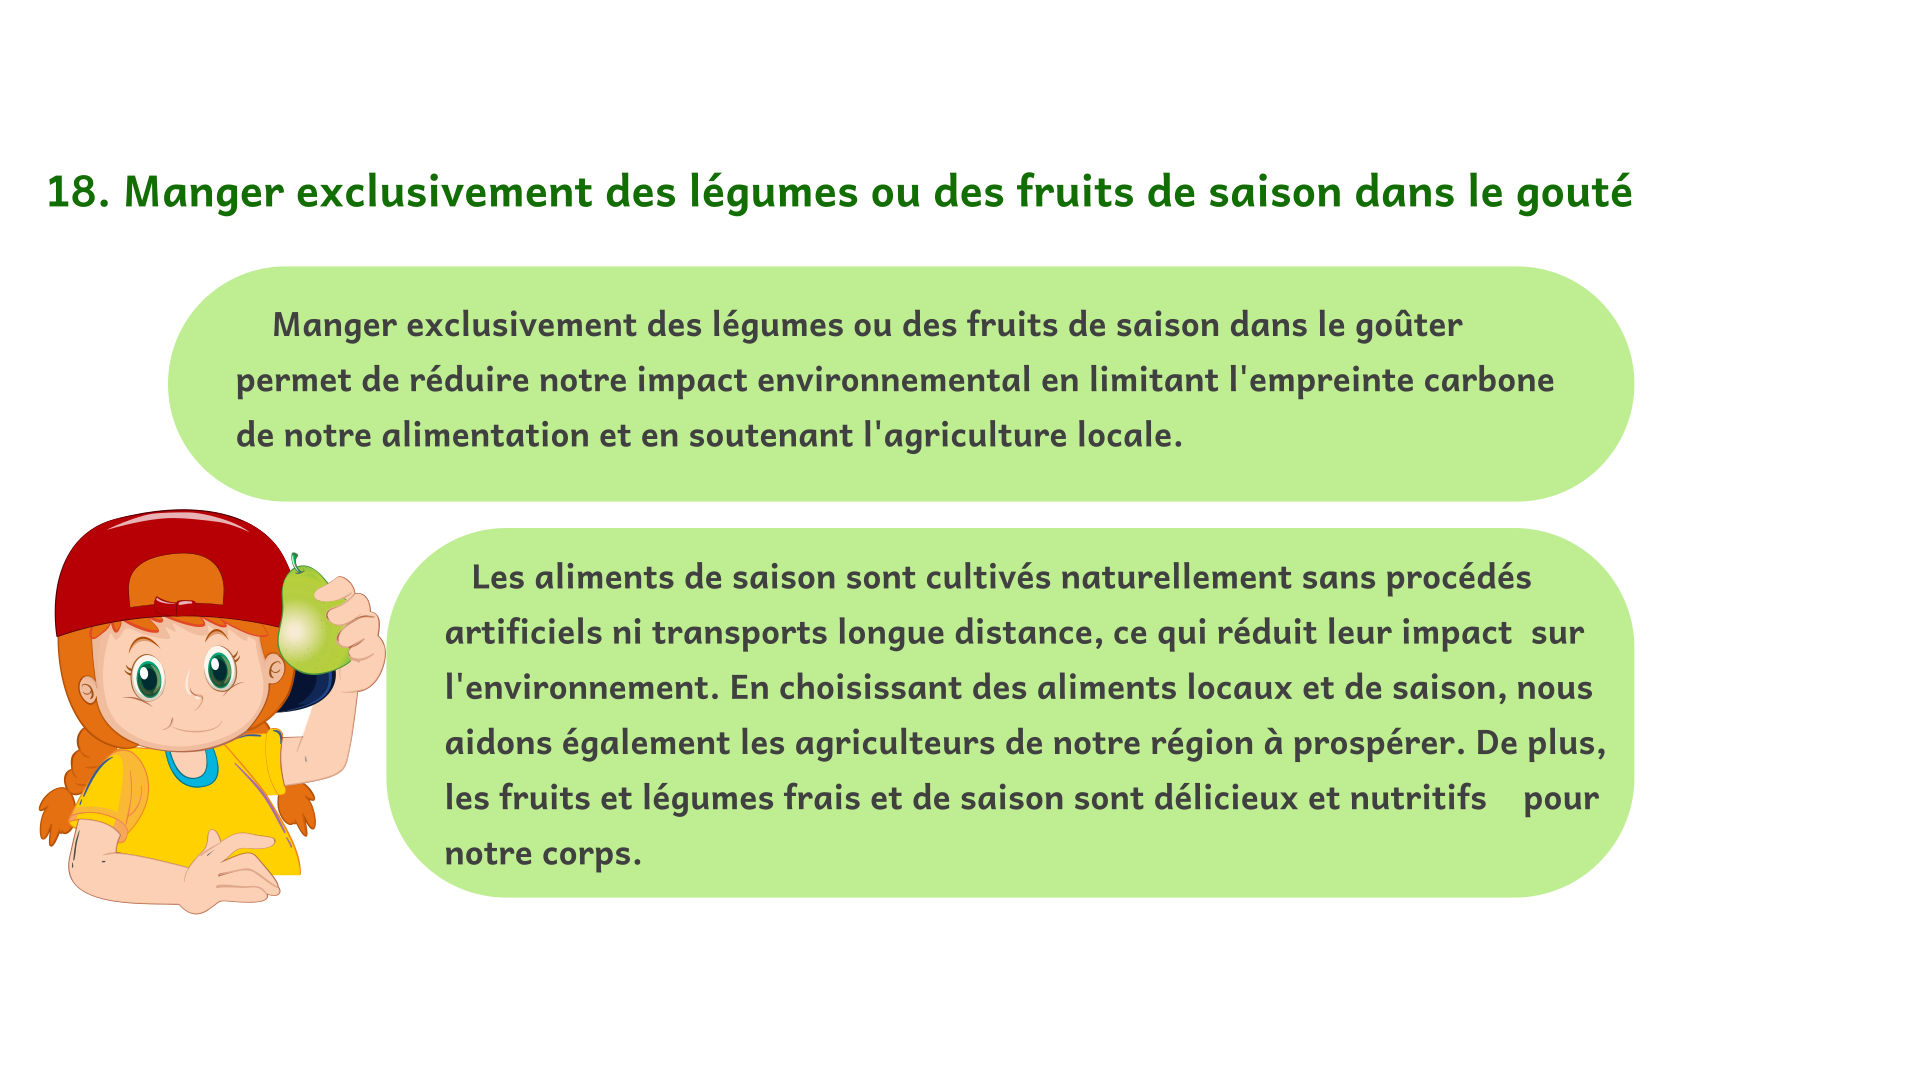 18. Manger exclusivement des légumes ou des fruits de saison dans le gouté
Manger exclusivement des légumes ou des fruits de saison dans le goûter
permet de réduire notre impact environnemental en limitant l'empreinte carbone
de notre alimentation et en soutenant l'agriculture locale.
Les aliments de saison sont cultivés naturellement sans procédés
artificiels ni transports longue distance, ce qui réduit leur impact sur
l'environnement. En choisissant des aliments locaux et de saison, nous
aidons également les agriculteurs de notre région à prospérer. De plus,
les fruits et légumes frais et de saison sont délicieux et nutritifs pour
notre corps.